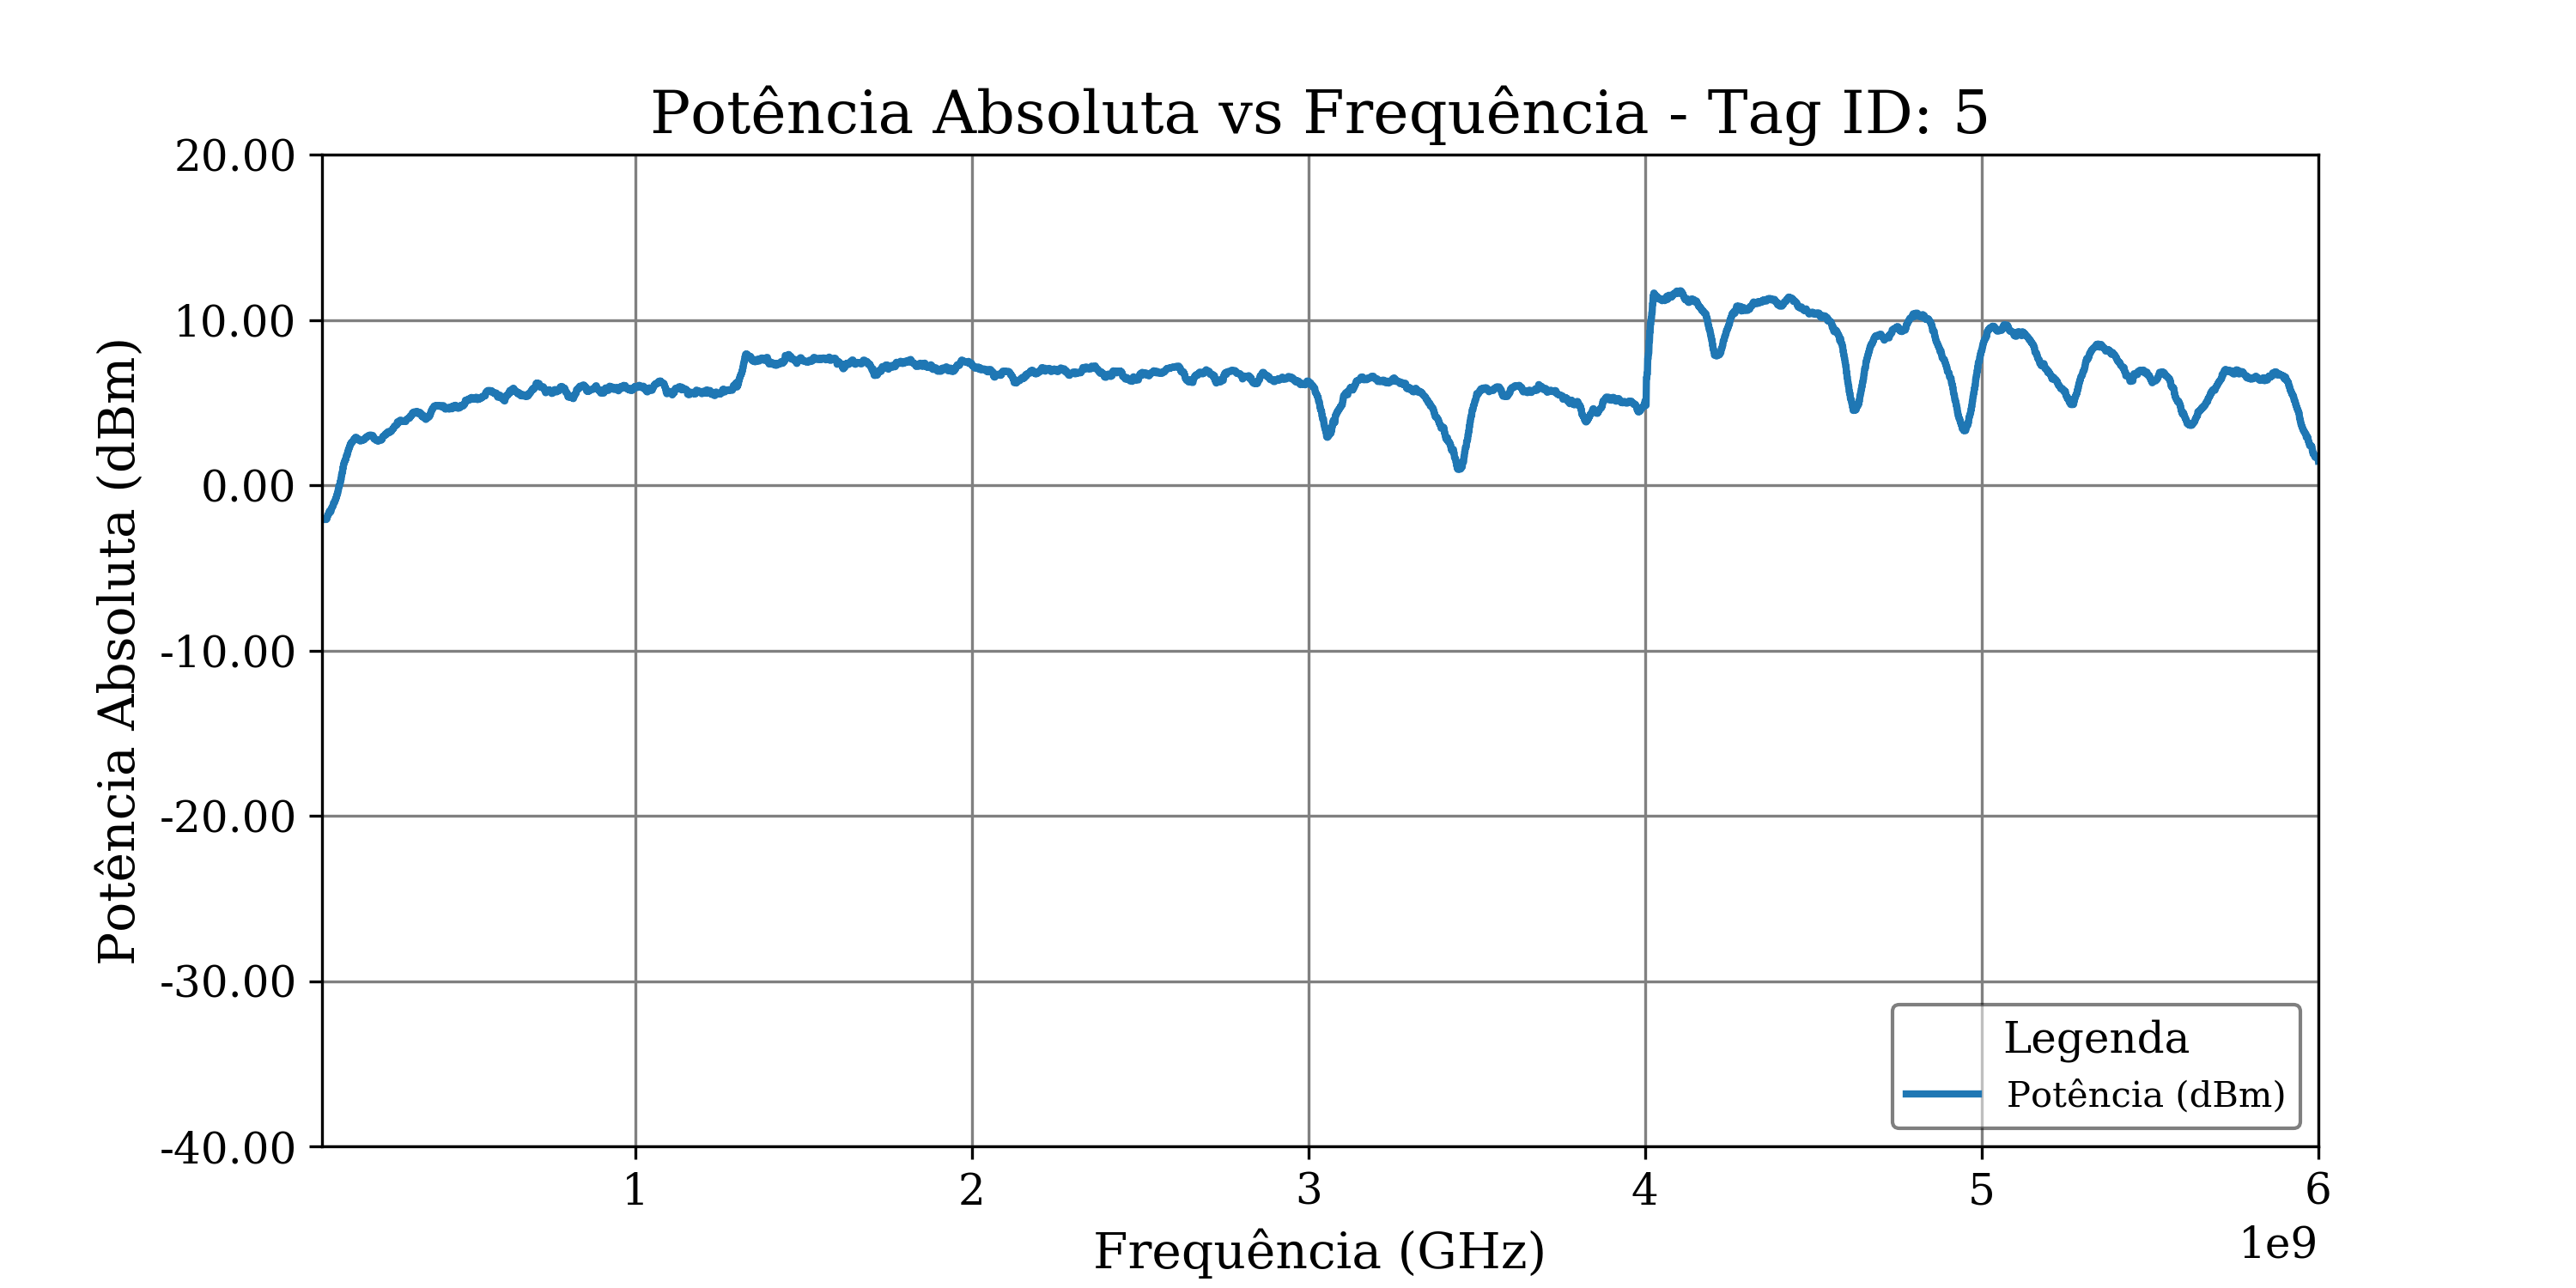 Potência Absoluta vs Frequência - Tag ID: 5
Potência Absoluta (dBm)
20.00
10.00
0.00
-10.00
-20.00
-30.00
-40.00
Legenda
Potência (dBm)
1 2 3 4 5 6
1e9
Frequência (GHz)